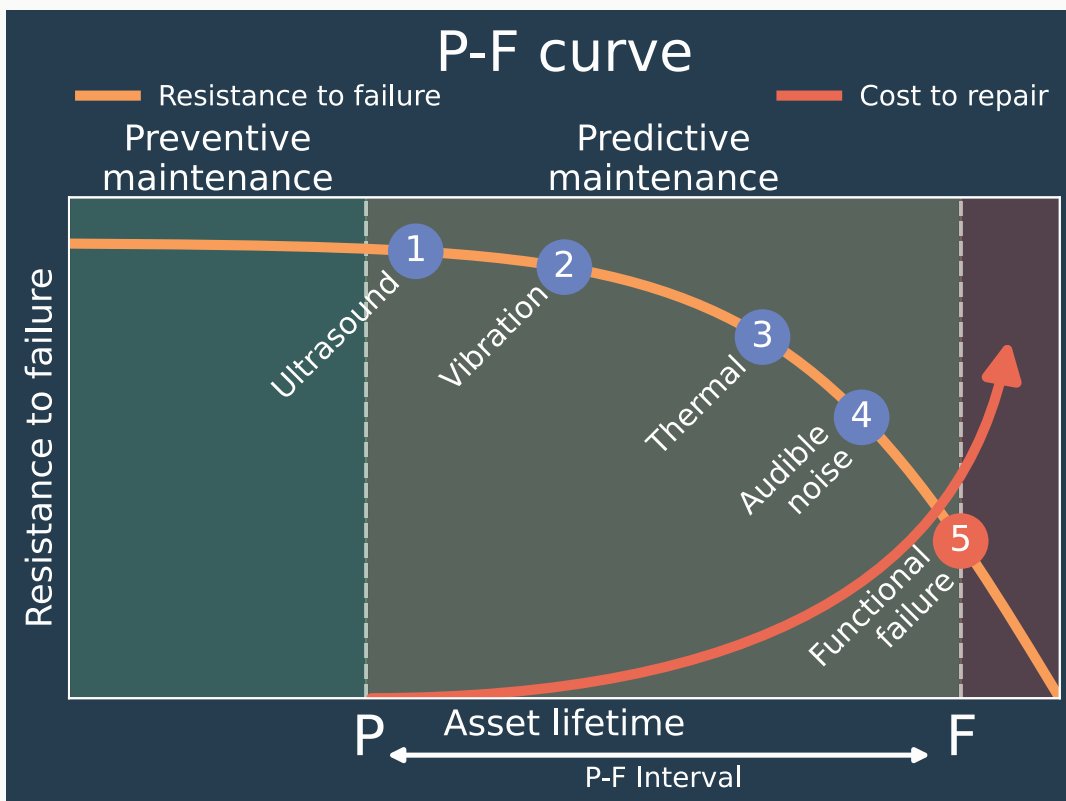 P-F curve
Resistance to failure
Cost to repair
Preventive
maintenance
Predictive
maintenance
Resistance to failure
1
Ultrasound
2
Vibration
3
Thermal
4
Audible
noise
5
Functional
failure
P
Asset lifetime
F
P-F Interval